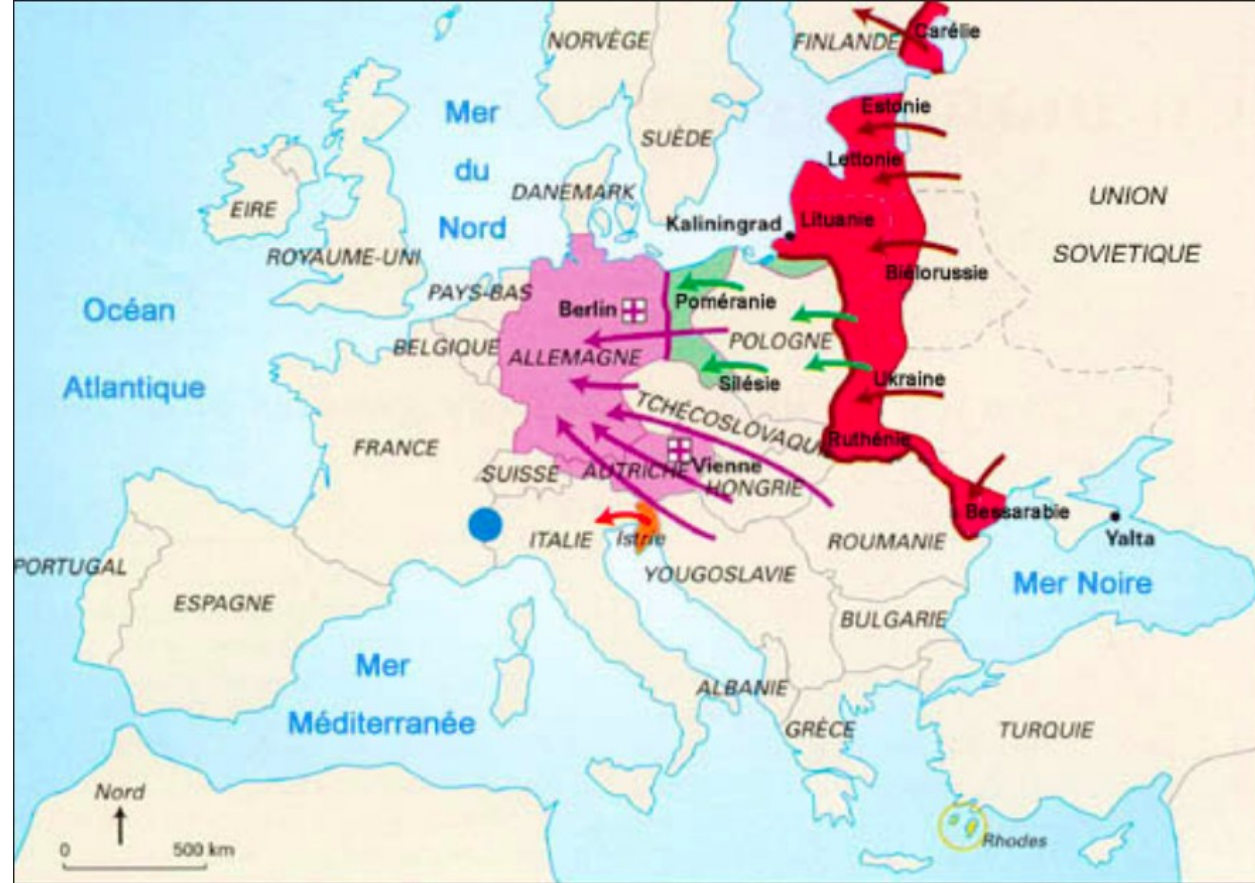 NORVÈGE
FINLANDE
Carélie
Mer
du
Nord
SUÈDE
Estonie
Lettonie
DANEMARK
EIRE
UNION
SOVIETIQUE
Kaliningrad
Lituanie
ROYAUME-UNI
Biélorussie
PAYS-BAS
Berlin
Poméranie
Océan
Atlantique
BELGIQUE
ALLEMAGNE
POLOGNE
Silésie
Ukraine
TCHÉCOSLOVAQUI
FRANCE
Ruthénie
SUISSE
AUTRICHE
Vienne
HONGRIE
Bessarabie
ITALIE
Istrie
ROUMANIE
Yalta
PORTUGAL
YOUGOSLAVIE
Mer Noire
ESPAGNE
BULGARIE
Mer
Méditerranée
ALBANIE
GRÈCE
TURQUIE
Nord
Rhodes
0 500 km